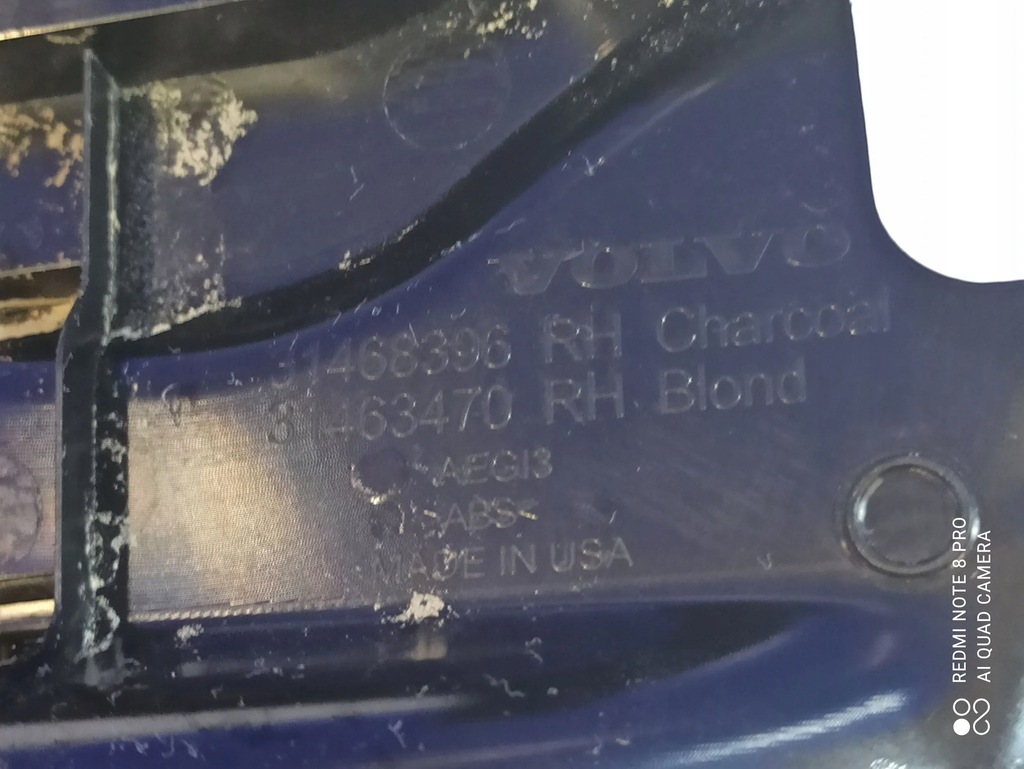 VOLVO
31468396 RH Charcoal
31463470 RH Blond
AEGI3
>ABS<
MADE IN USA
REDMI NOTE 8 PRO
AI QUAD CAMERA